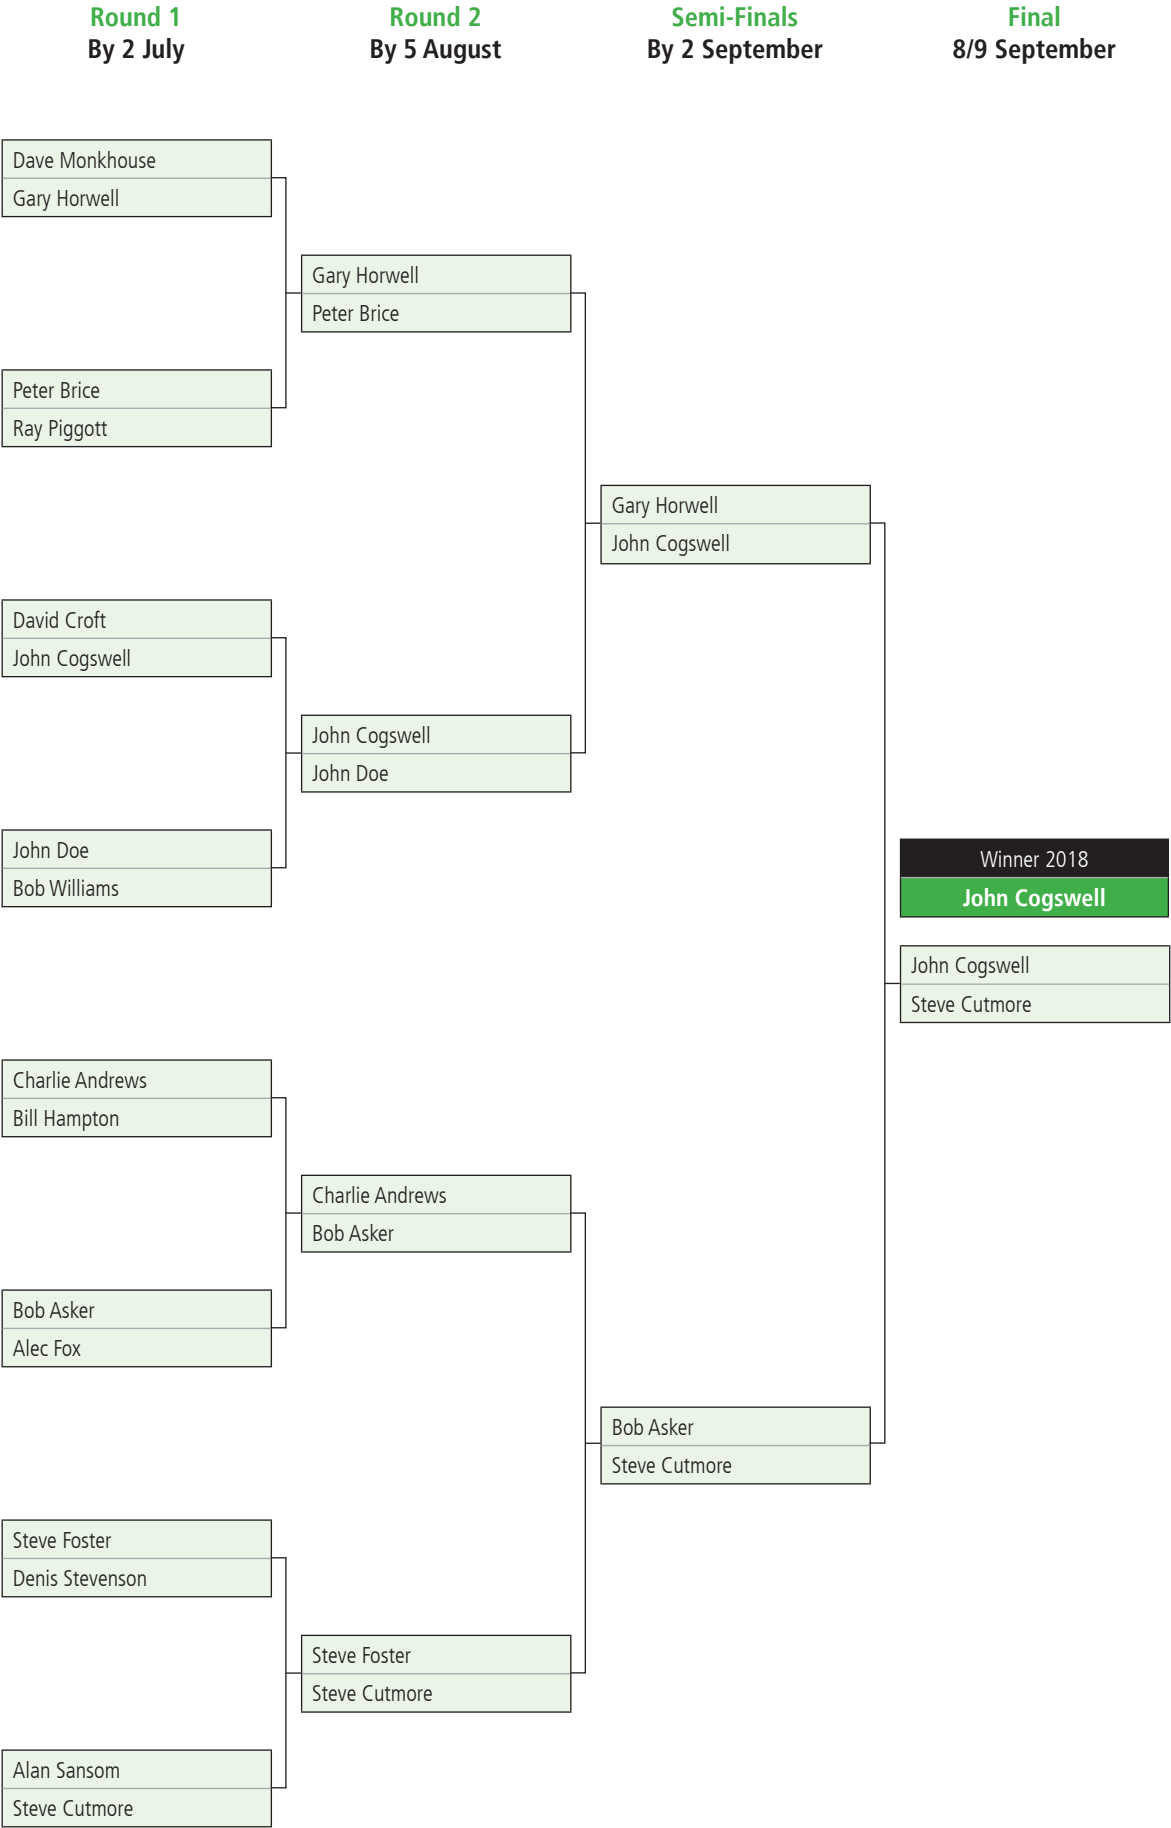 Round 1
By 2 July
Round 2
By 5 August
Semi-Finals
By 2 September
Final
8/9 September
Dave Monkhouse
Gary Horwell
Peter Brice
Ray Piggott
David Croft
John Cogswell
John Doe
Bob Williams
Charlie Andrews
Bill Hampton
Bob Asker
Alec Fox
Steve Foster
Denis Stevenson
Alan Sansom
Steve Cutmore
Gary Horwell
Peter Brice
John Cogswell
John Doe
Charlie Andrews
Bob Asker
Steve Foster
Steve Cutmore
Gary Horwell
John Cogswell
Bob Asker
Steve Cutmore
Winner 2018
John Cogswell
John Cogswell
Steve Cutmore